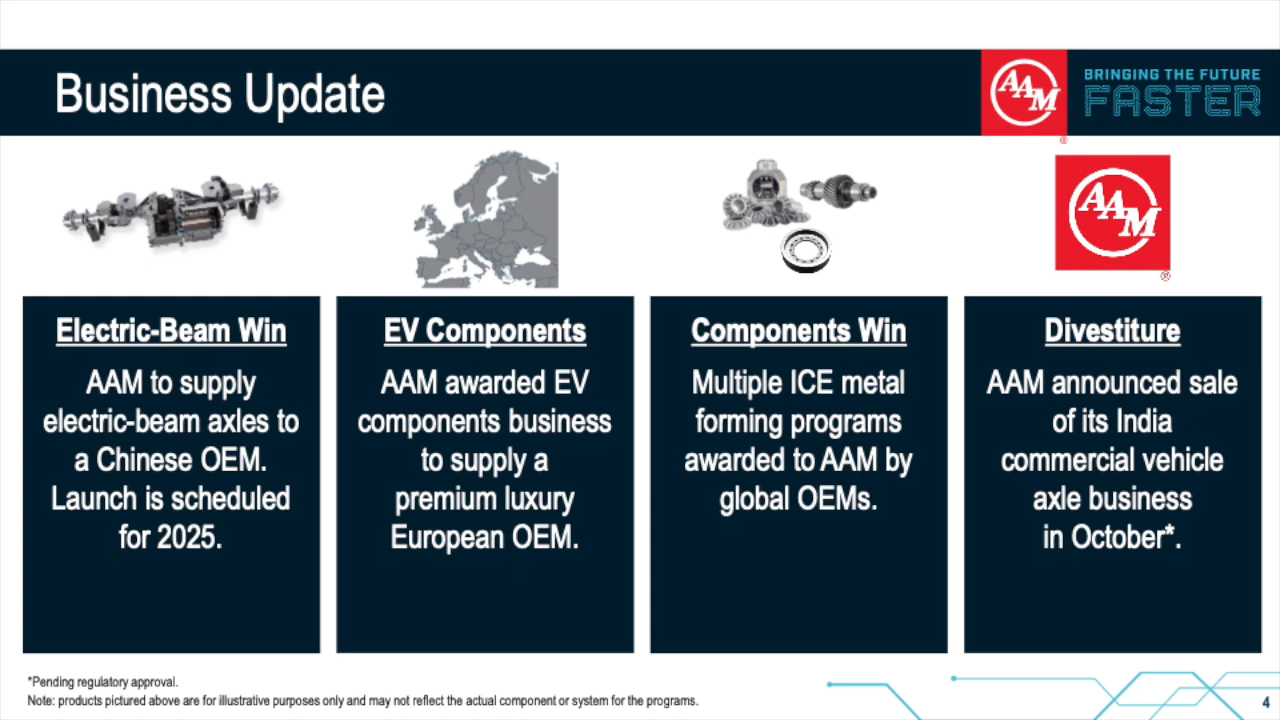 Business Update
AAM
BRINGING THE FUTURE
FASTER
®
AAM
®
Electric-Beam Win
AAM to supply
electric-beam axles to
a Chinese OEM.
Launch is scheduled
for 2025.
EV Components
AAM awarded EV
components business
to supply a
premium luxury
European OEM.
Components Win
Multiple ICE metal
forming programs
awarded to AAM by
global OEMs.
Divestiture
AAM announced sale
of its India
commercial vehicle
axle business
in October*.
*Pending regulatory approval.
Note: products pictured above are for illustrative purposes only and may not reflect the actual component or system for the programs.
4